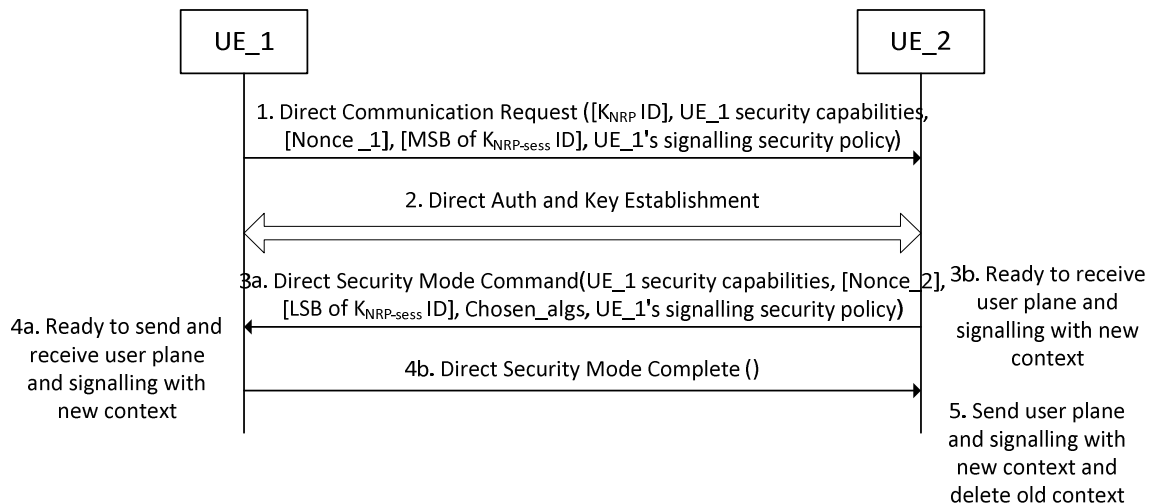 UE_1
UE_2
1. Direct Communication Request ([KNRP ID], UE_1 security capabilities,
[Nonce _1], [MSB of KNRP-sess ID], UE_1's signalling security policy)
2. Direct Auth and Key Establishment
3a. Direct Security Mode Command(UE_1 security capabilities, [Nonce_2],
[LSB of KNRP-sess ID], Chosen_algs, UE_1's signalling security policy)
3b. Ready to receive
user plane and
signalling with new
context
4a. Ready to send and
receive user plane
and signalling with
new context
4b. Direct Security Mode Complete ()
5. Send user plane
and signalling with
new context and
delete old context